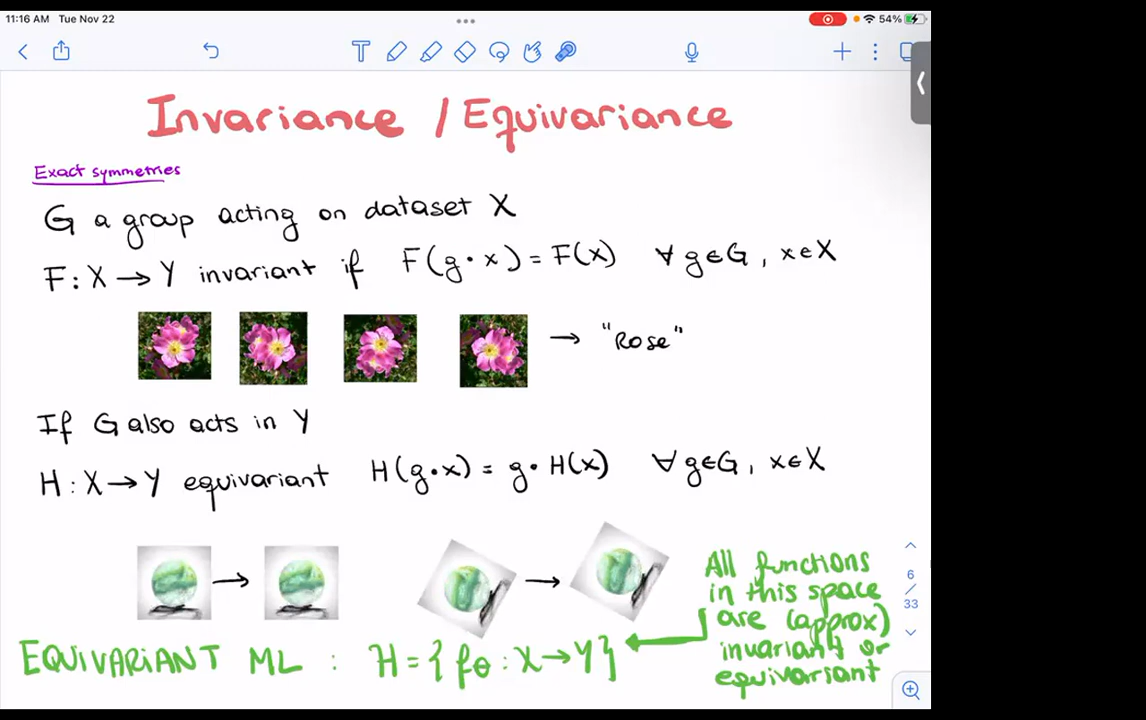 11:16 AM Tue Nov 22
54%
Invariance / Equivariance
Exact symmetries
G a group acting on dataset X
F: X → Y invariant if F(g·x) = F(x) ∀ g∈G, x∈X
→ "Rose"
If G also acts in Y
H: X → Y equivariant H(g·x) = g·H(x) ∀ g∈G, x∈X
→ →
All functions
in this space
are (approx)
invariant or
equivariant
EQUIVARIANT ML : H = { fθ : X → Y }
6
/
33